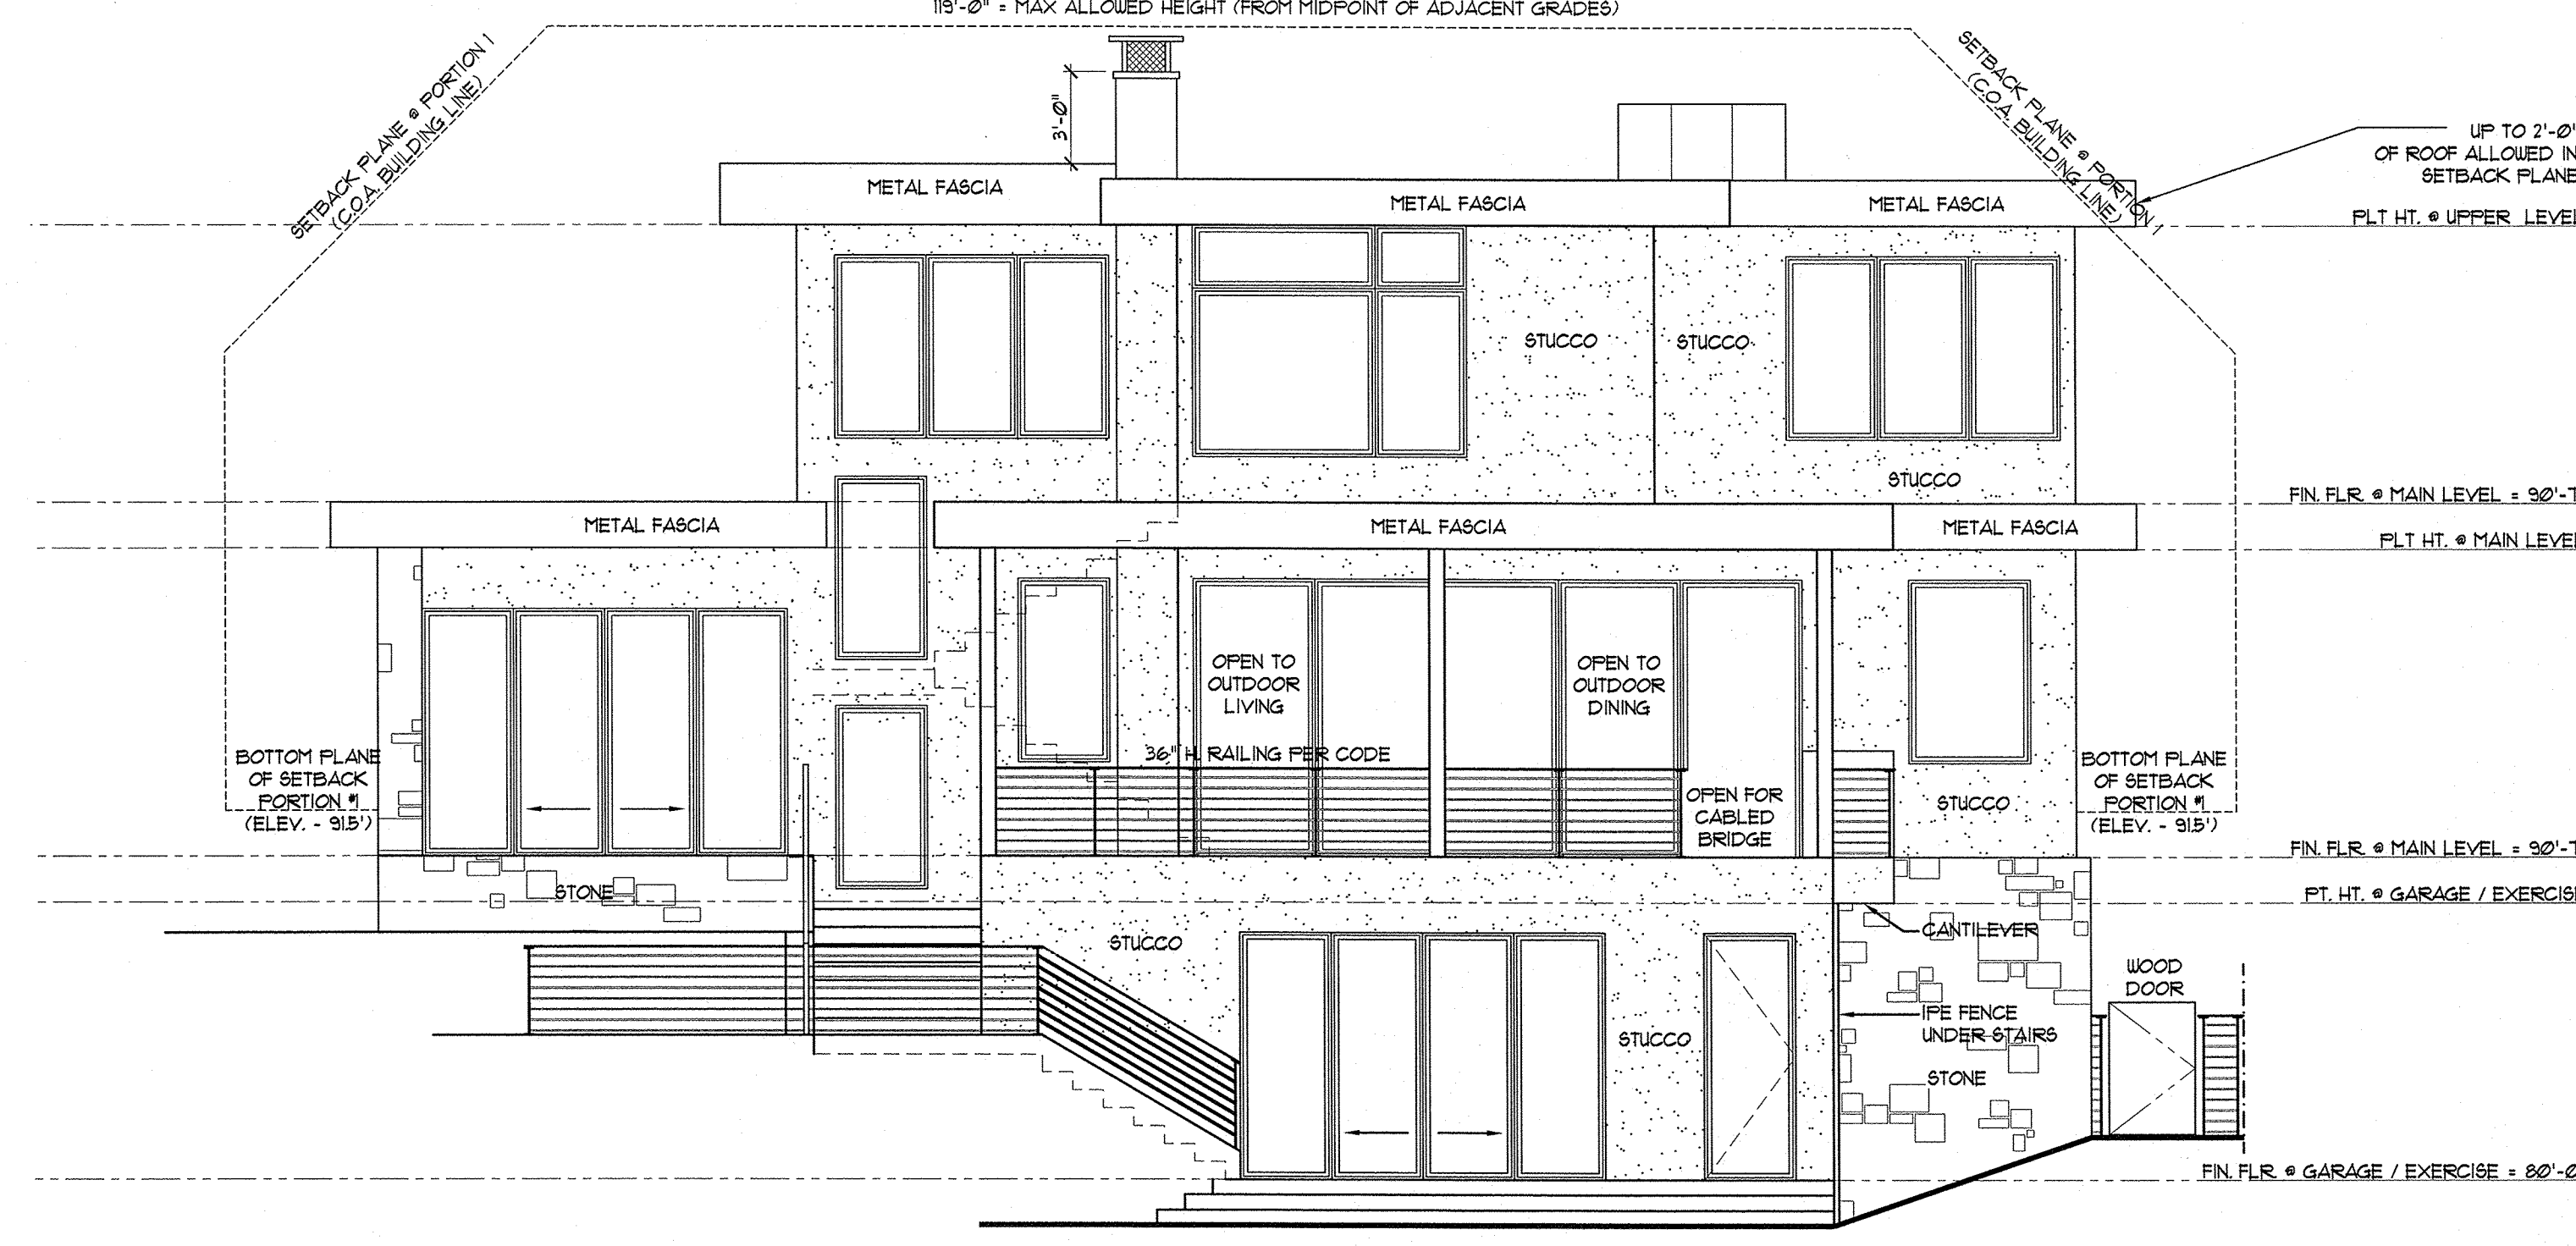 119'-0" = MAX ALLOWED HEIGHT (FROM MIDPOINT OF ADJACENT GRADES)
SETBACK PLANE @ PORTION 1
(C.O.A. BUILDING LINE)
SETBACK PLANE @ PORTION 1
(C.O.A. BUILDING LINE)
3'-0"
UP TO 2'-0"
OF ROOF ALLOWED IN
SETBACK PLANE
METAL FASCIA
METAL FASCIA
METAL FASCIA
PLT HT. @ UPPER LEVEL
STUCCO
STUCCO
STUCCO
FIN. FLR. @ MAIN LEVEL = 90'-
METAL FASCIA
METAL FASCIA
METAL FASCIA
PLT HT. @ MAIN LEVEL
OPEN TO
OUTDOOR
LIVING
OPEN TO
OUTDOOR
DINING
36" H. RAILING PER CODE
BOTTOM PLANE
OF SETBACK
PORTION #1
(ELEV. - 91.5')
OPEN FOR
CABLED
BRIDGE
STUCCO
BOTTOM PLANE
OF SETBACK
PORTION #1
(ELEV. - 91.5')
FIN. FLR. @ MAIN LEVEL = 90'-
STONE
PT. HT. @ GARAGE / EXERCISE
STUCCO
CANTILEVER
WOOD
DOOR
IPE FENCE
UNDER STAIRS
STUCCO
STONE
FIN. FLR. @ GARAGE / EXERCISE = 80'-0